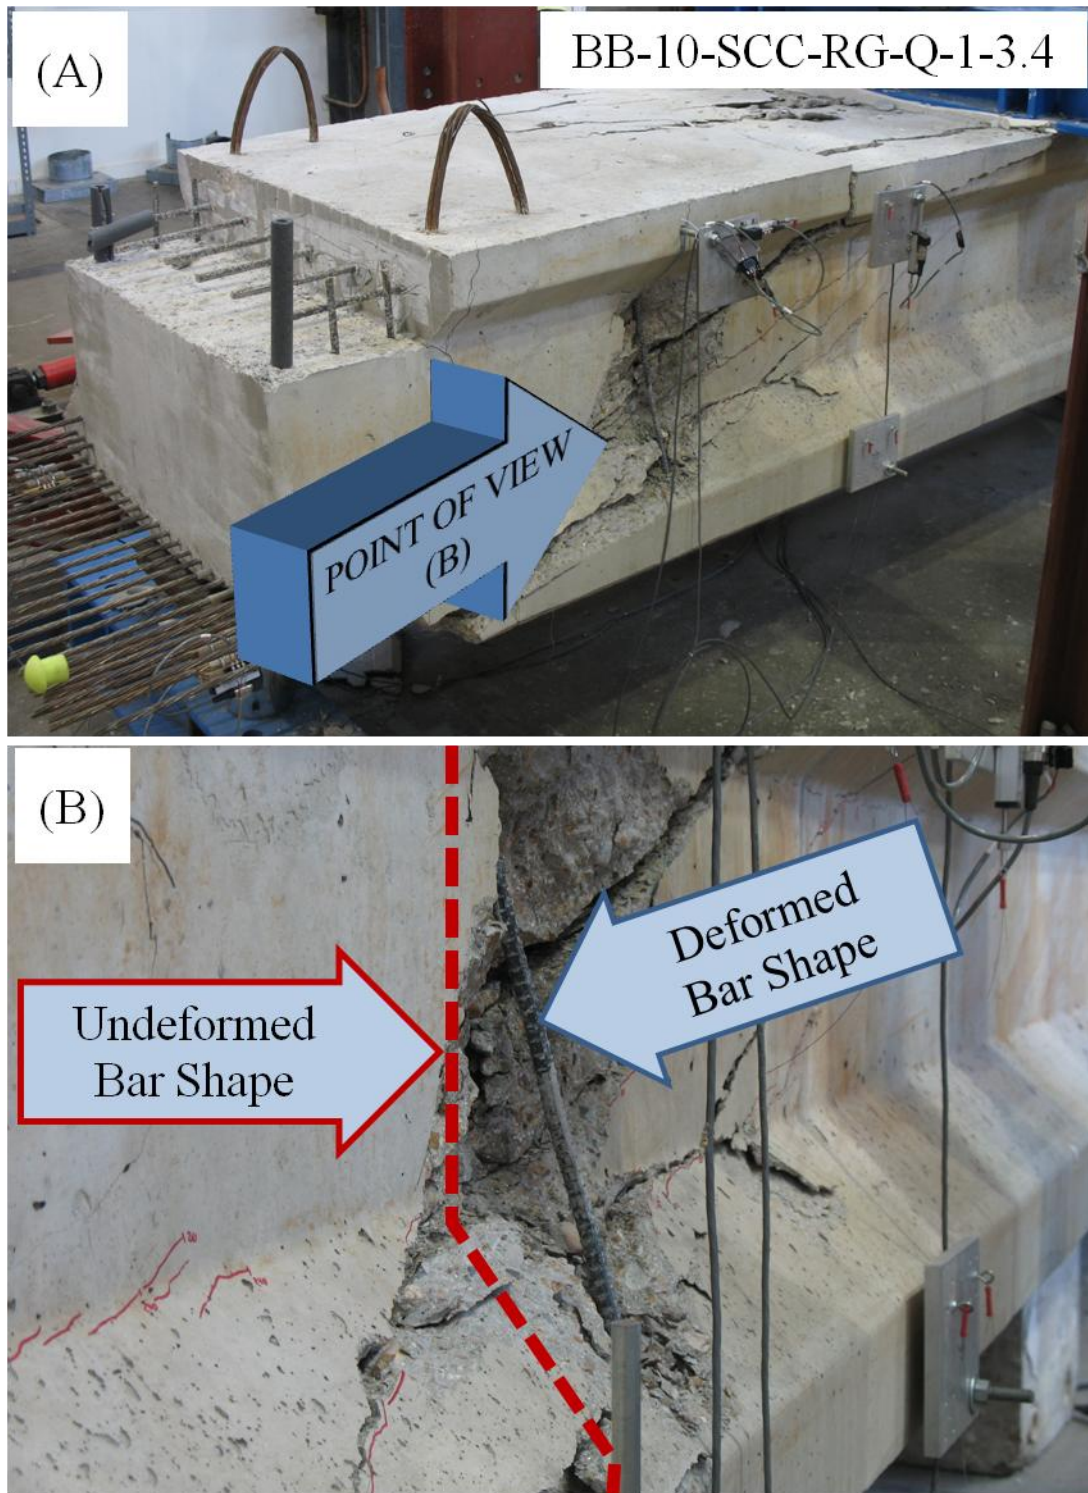 (A)
BB-10-SCC-RG-Q-1-3.4
POINT OF VIEW
(B)
(B)
Deformed
Bar Shape
Undeformed
Bar Shape